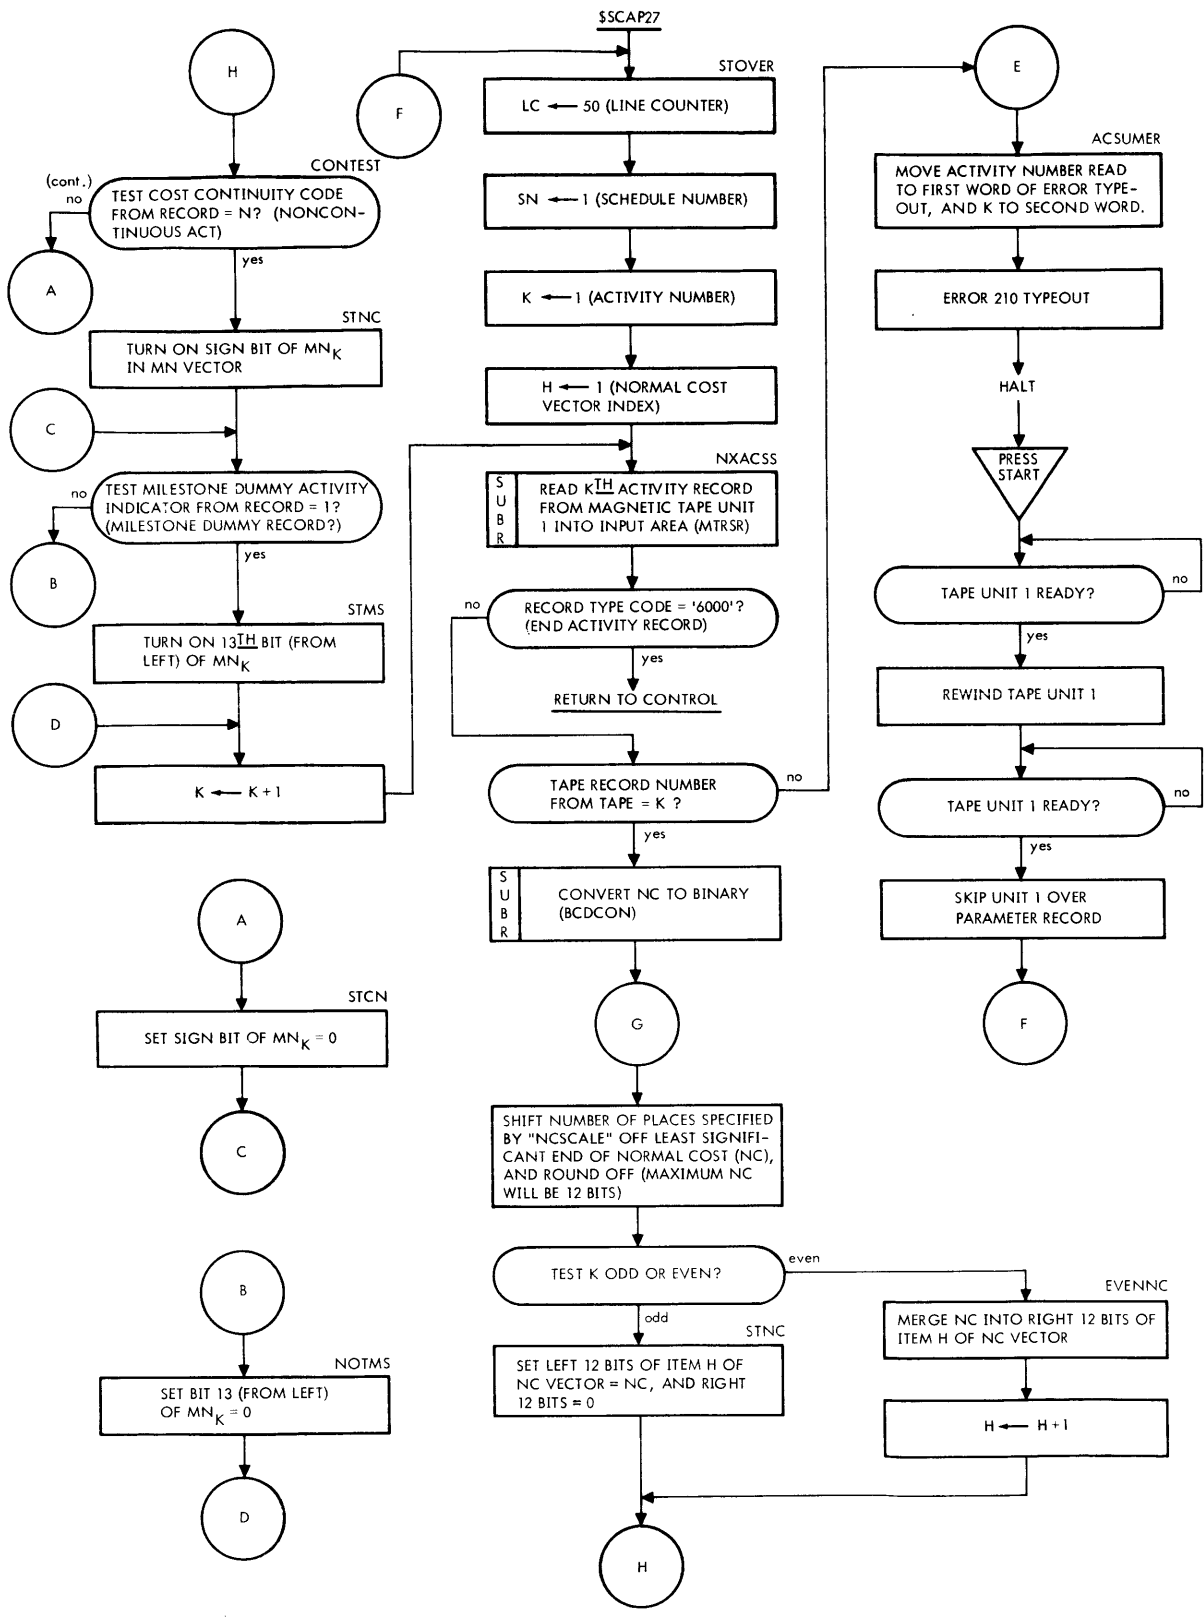 H
CONTEST
(cont.)
no
TEST COST CONTINUITY CODE
FROM RECORD = N? (NONCON-
TINUOUS ACT)
A
yes
STNC
TURN ON SIGN BIT OF MNK
IN MN VECTOR
C
TEST MILESTONE DUMMY ACTIVITY
INDICATOR FROM RECORD = 1?
(MILESTONE DUMMY RECORD?)
no
B
yes
STMS
TURN ON 13TH BIT (FROM
LEFT) OF MNK
D
K ← K + 1
A
STCN
SET SIGN BIT OF MNK = 0
C
B
NOTMS
SET BIT 13 (FROM LEFT)
OF MNK = 0
D
$SCAP27
F
STOVER
LC ← 50 (LINE COUNTER)
SN ← 1 (SCHEDULE NUMBER)
K ← 1 (ACTIVITY NUMBER)
H ← 1 (NORMAL COST
VECTOR INDEX)
NXACSS
SUBR
READ KTH ACTIVITY RECORD
FROM MAGNETIC TAPE UNIT
1 INTO INPUT AREA (MTRSR)
no
RECORD TYPE CODE = '6000'?
(END ACTIVITY RECORD)
yes
RETURN TO CONTROL
TAPE RECORD NUMBER
FROM TAPE = K ?
no
yes
SUBR
CONVERT NC TO BINARY
(BCDCON)
G
SHIFT NUMBER OF PLACES SPECIFIED
BY "NCSCALE" OFF LEAST SIGNIFI-
CANT END OF NORMAL COST (NC),
AND ROUND OFF (MAXIMUM NC
WILL BE 12 BITS)
TEST K ODD OR EVEN?
even
odd
STNC
SET LEFT 12 BITS OF ITEM H OF
NC VECTOR = NC, AND RIGHT
12 BITS = 0
EVENNC
MERGE NC INTO RIGHT 12 BITS OF
ITEM H OF NC VECTOR
H ← H + 1
H
E
ACSUMER
MOVE ACTIVITY NUMBER READ
TO FIRST WORD OF ERROR TYPE-
OUT, AND K TO SECOND WORD.
ERROR 210 TYPEOUT
HALT
PRESS
START
TAPE UNIT 1 READY?
no
yes
REWIND TAPE UNIT 1
TAPE UNIT 1 READY?
no
yes
SKIP UNIT 1 OVER
PARAMETER RECORD
F